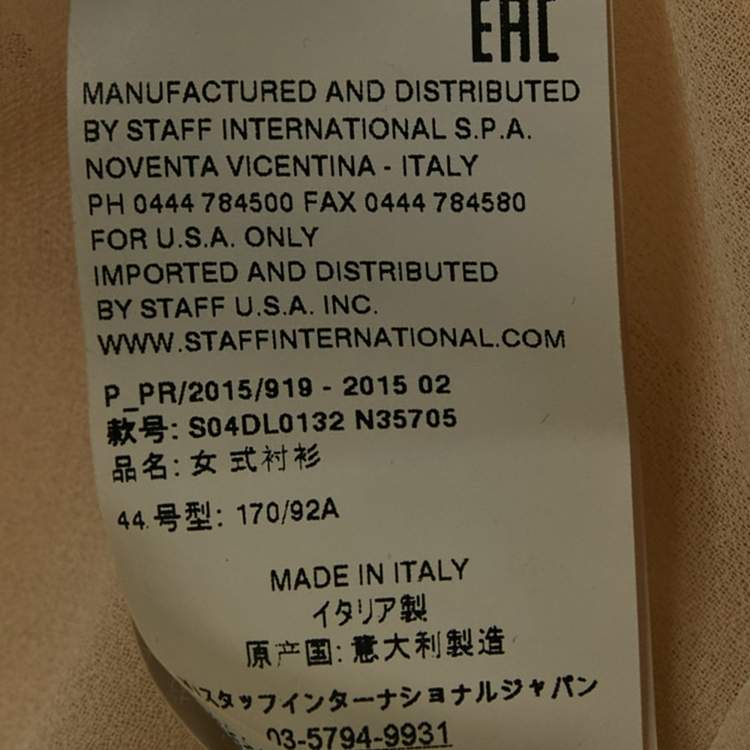 EAC
MANUFACTURED AND DISTRIBUTED
BY STAFF INTERNATIONAL S.P.A.
NOVENTA VICENTINA - ITALY
PH 0444 784500 FAX 0444 784580
FOR U.S.A. ONLY
IMPORTED AND DISTRIBUTED
BY STAFF U.S.A. INC.
WWW.STAFFINTERNATIONAL.COM
P_PR/2015/919 - 2015 02
款号: S04DL0132 N35705
品名: 女 式衬衫
44.号型: 170/92A
MADE IN ITALY
イタリア製
原产国: 意大利製造
スタッフインターナショナルジャパン
03-5794-9931